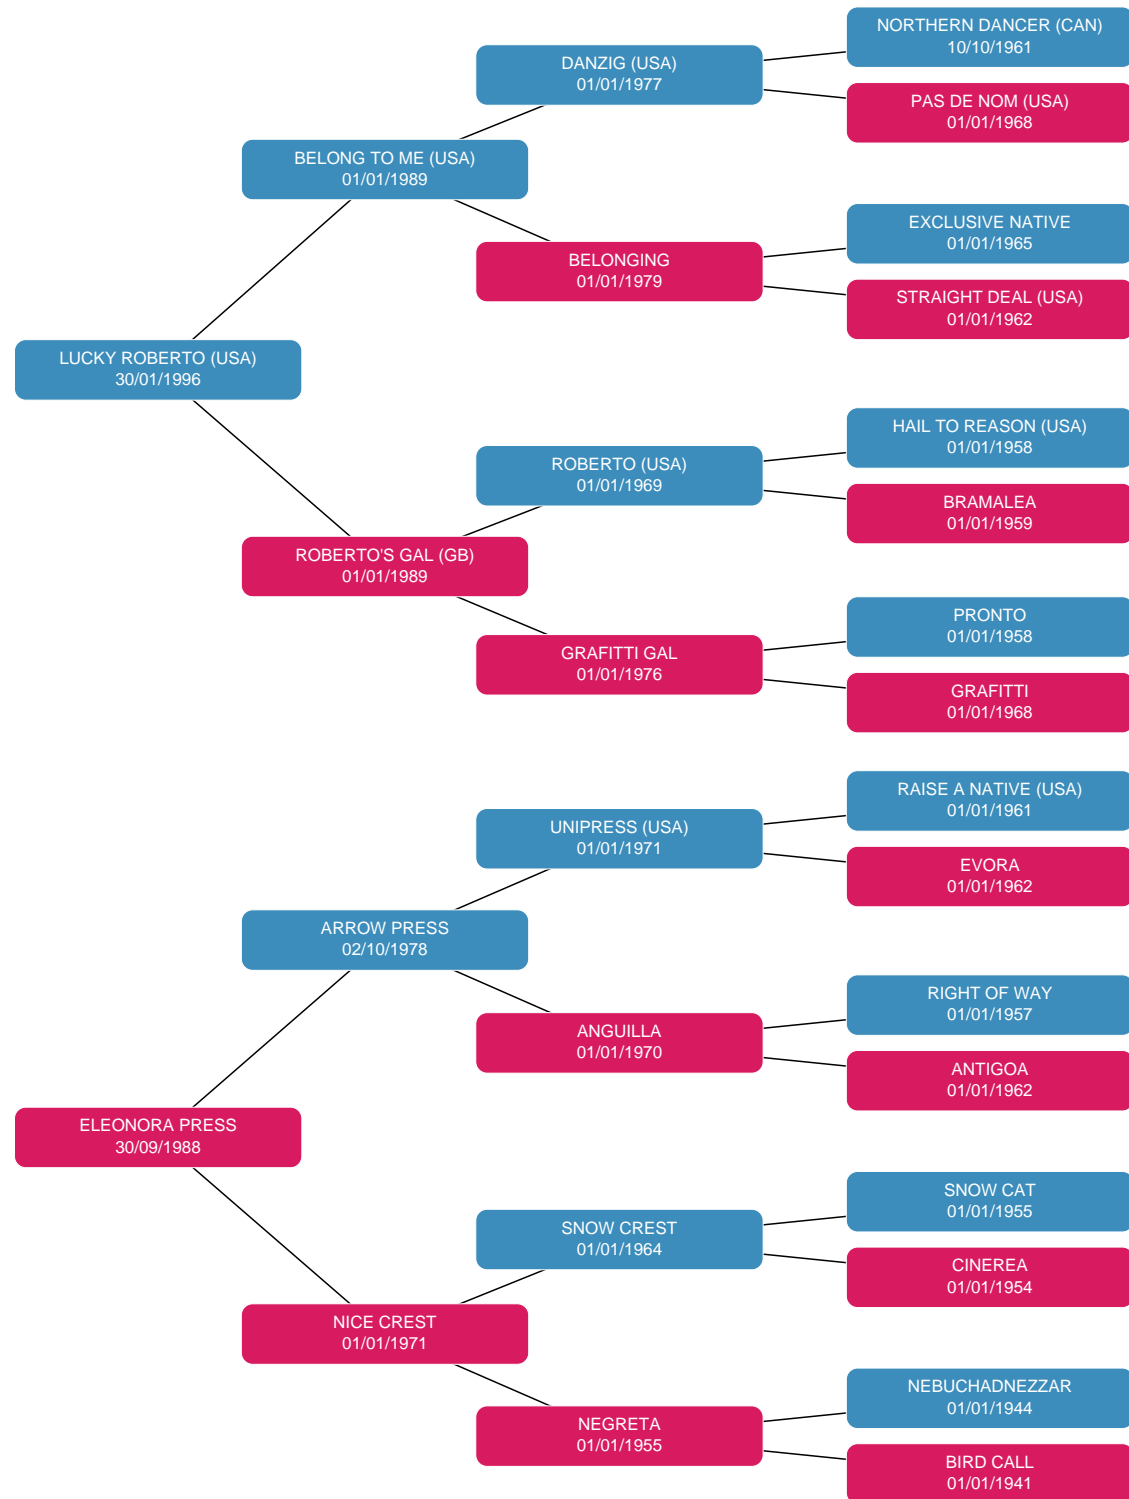 NORTHERN DANCER (CAN)
10/10/1961
DANZIG (USA)
01/01/1977
PAS DE NOM (USA)
01/01/1968
BELONG TO ME (USA)
01/01/1989
EXCLUSIVE NATIVE
01/01/1965
BELONGING
01/01/1979
STRAIGHT DEAL (USA)
01/01/1962
LUCKY ROBERTO (USA)
30/01/1996
HAIL TO REASON (USA)
01/01/1958
ROBERTO (USA)
01/01/1969
BRAMALEA
01/01/1959
ROBERTO'S GAL (GB)
01/01/1989
PRONTO
01/01/1958
GRAFITTI GAL
01/01/1976
GRAFITTI
01/01/1968
RAISE A NATIVE (USA)
01/01/1961
UNIPRESS (USA)
01/01/1971
EVORA
01/01/1962
ARROW PRESS
02/10/1978
RIGHT OF WAY
01/01/1957
ANGUILLA
01/01/1970
ANTIGOA
01/01/1962
ELEONORA PRESS
30/09/1988
SNOW CAT
01/01/1955
SNOW CREST
01/01/1964
CINEREA
01/01/1954
NICE CREST
01/01/1971
NEBUCHADNEZZAR
01/01/1944
NEGRETA
01/01/1955
BIRD CALL
01/01/1941